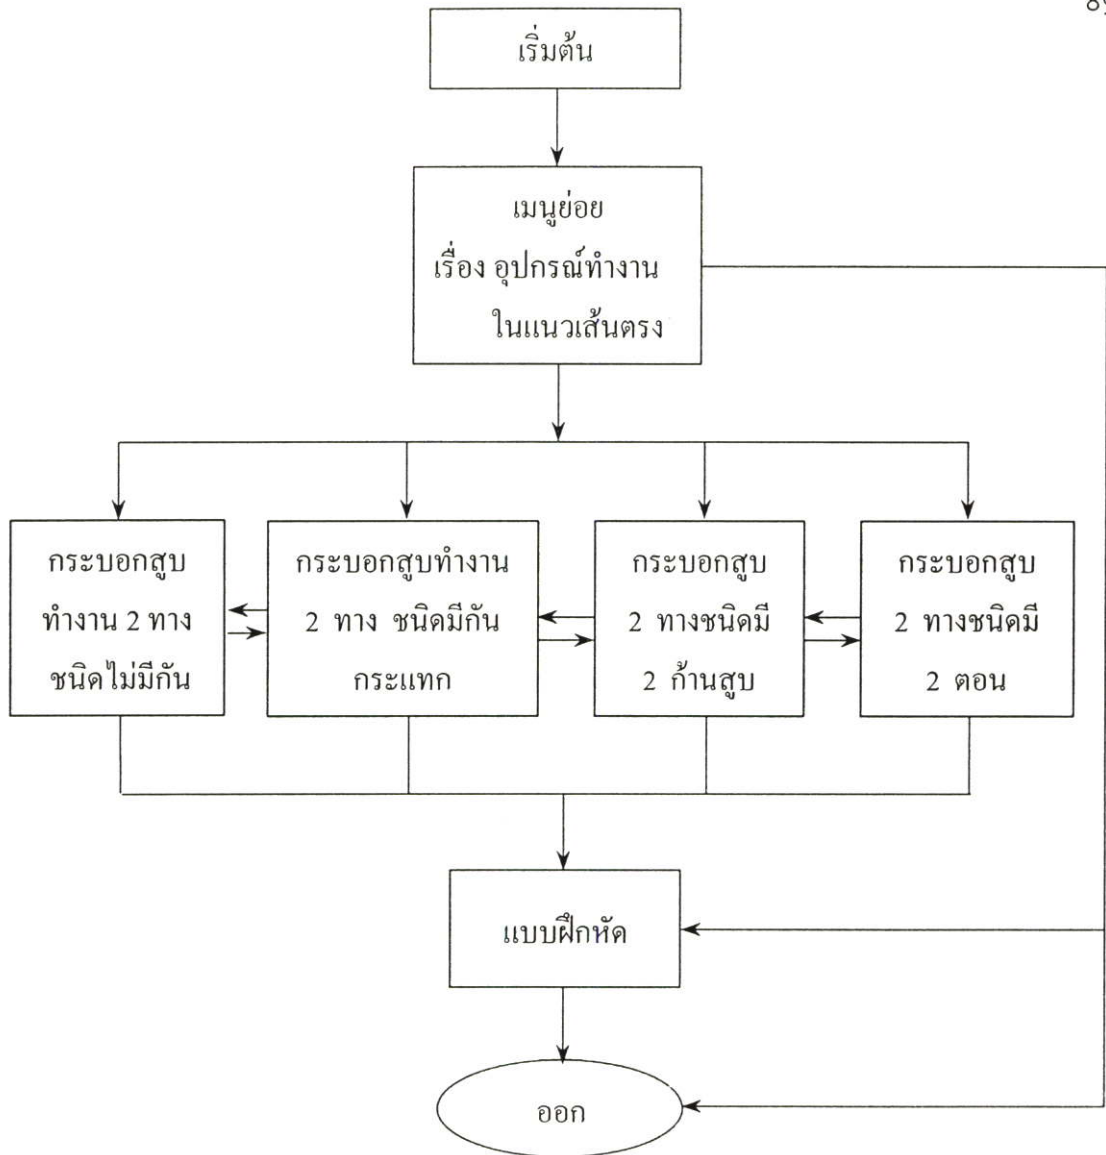 เริ่มต้น
เมนูย่อย
เรื่อง อุปกรณ์ทำงาน
ในแนวเส้นตรง
กระบอกสูบ
ทำงาน 2 ทาง
ชนิดไม่มีกัน
กระบอกสูบทำงาน
2 ทาง ชนิดมีกัน
กระแทก
กระบอกสูบ
2 ทางชนิดมี
2 ก้านสูบ
กระบอกสูบ
2 ทางชนิดมี
2 ตอน
แบบฝึกหัด
ออก